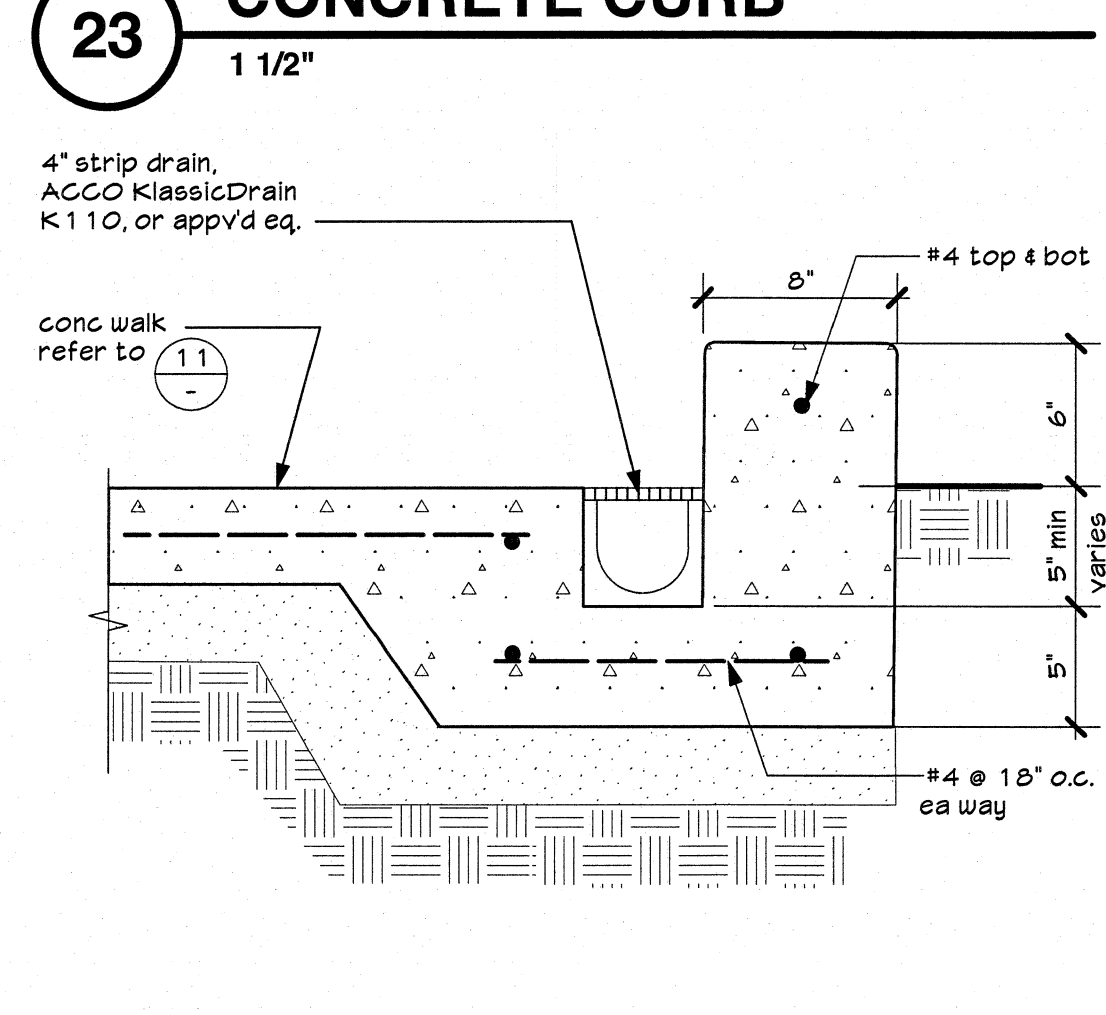 CONCRETE CURB
23
1 1/2"
4" strip drain,
ACCO KlassicDrain
K110, or appv'd eq.
#4 top & bot
8"
conc walk
refer to
11
-
6"
5" min
varies
5"
#4 @ 18" o.c.
ea way